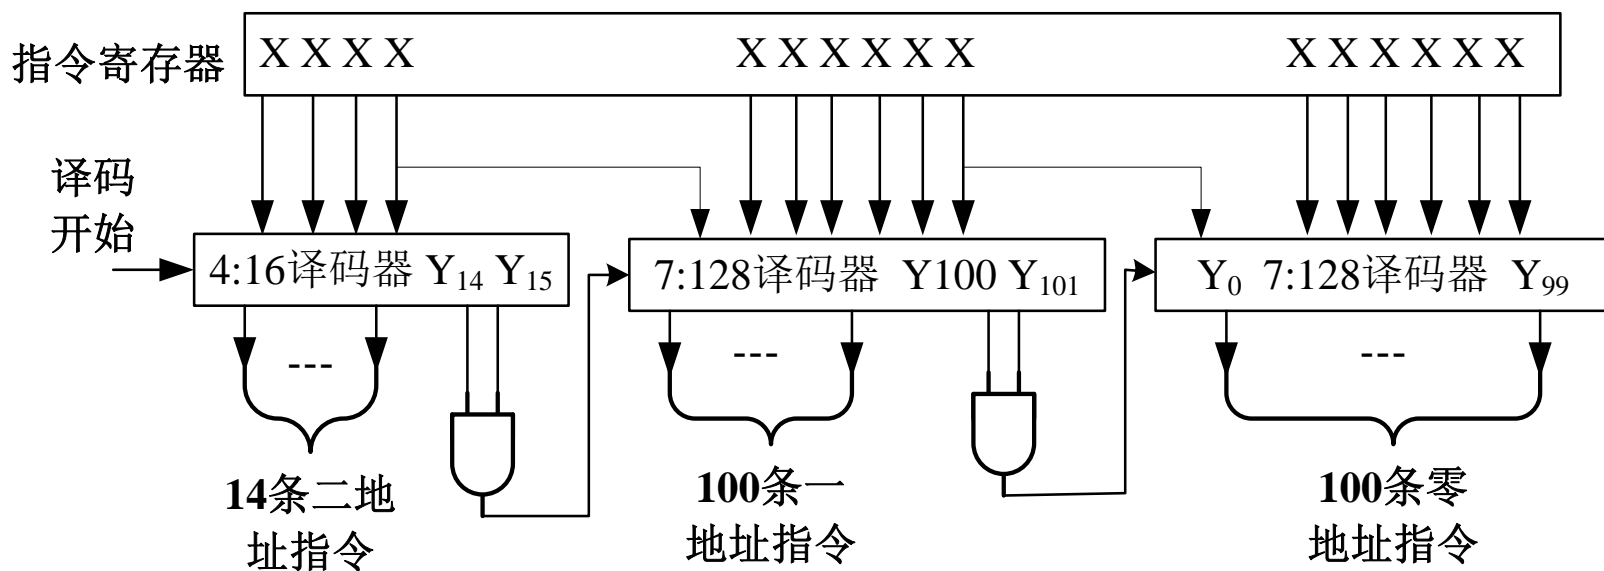 指令寄存器 X X X X X X X X X X X X X X X X
译码
开始
4:16译码器 Y14 Y15
7:128译码器 Y100 Y101
Y0 7:128译码器 Y99
---
---
---
14条二地
址指令
100条一
地址指令
100条零
地址指令